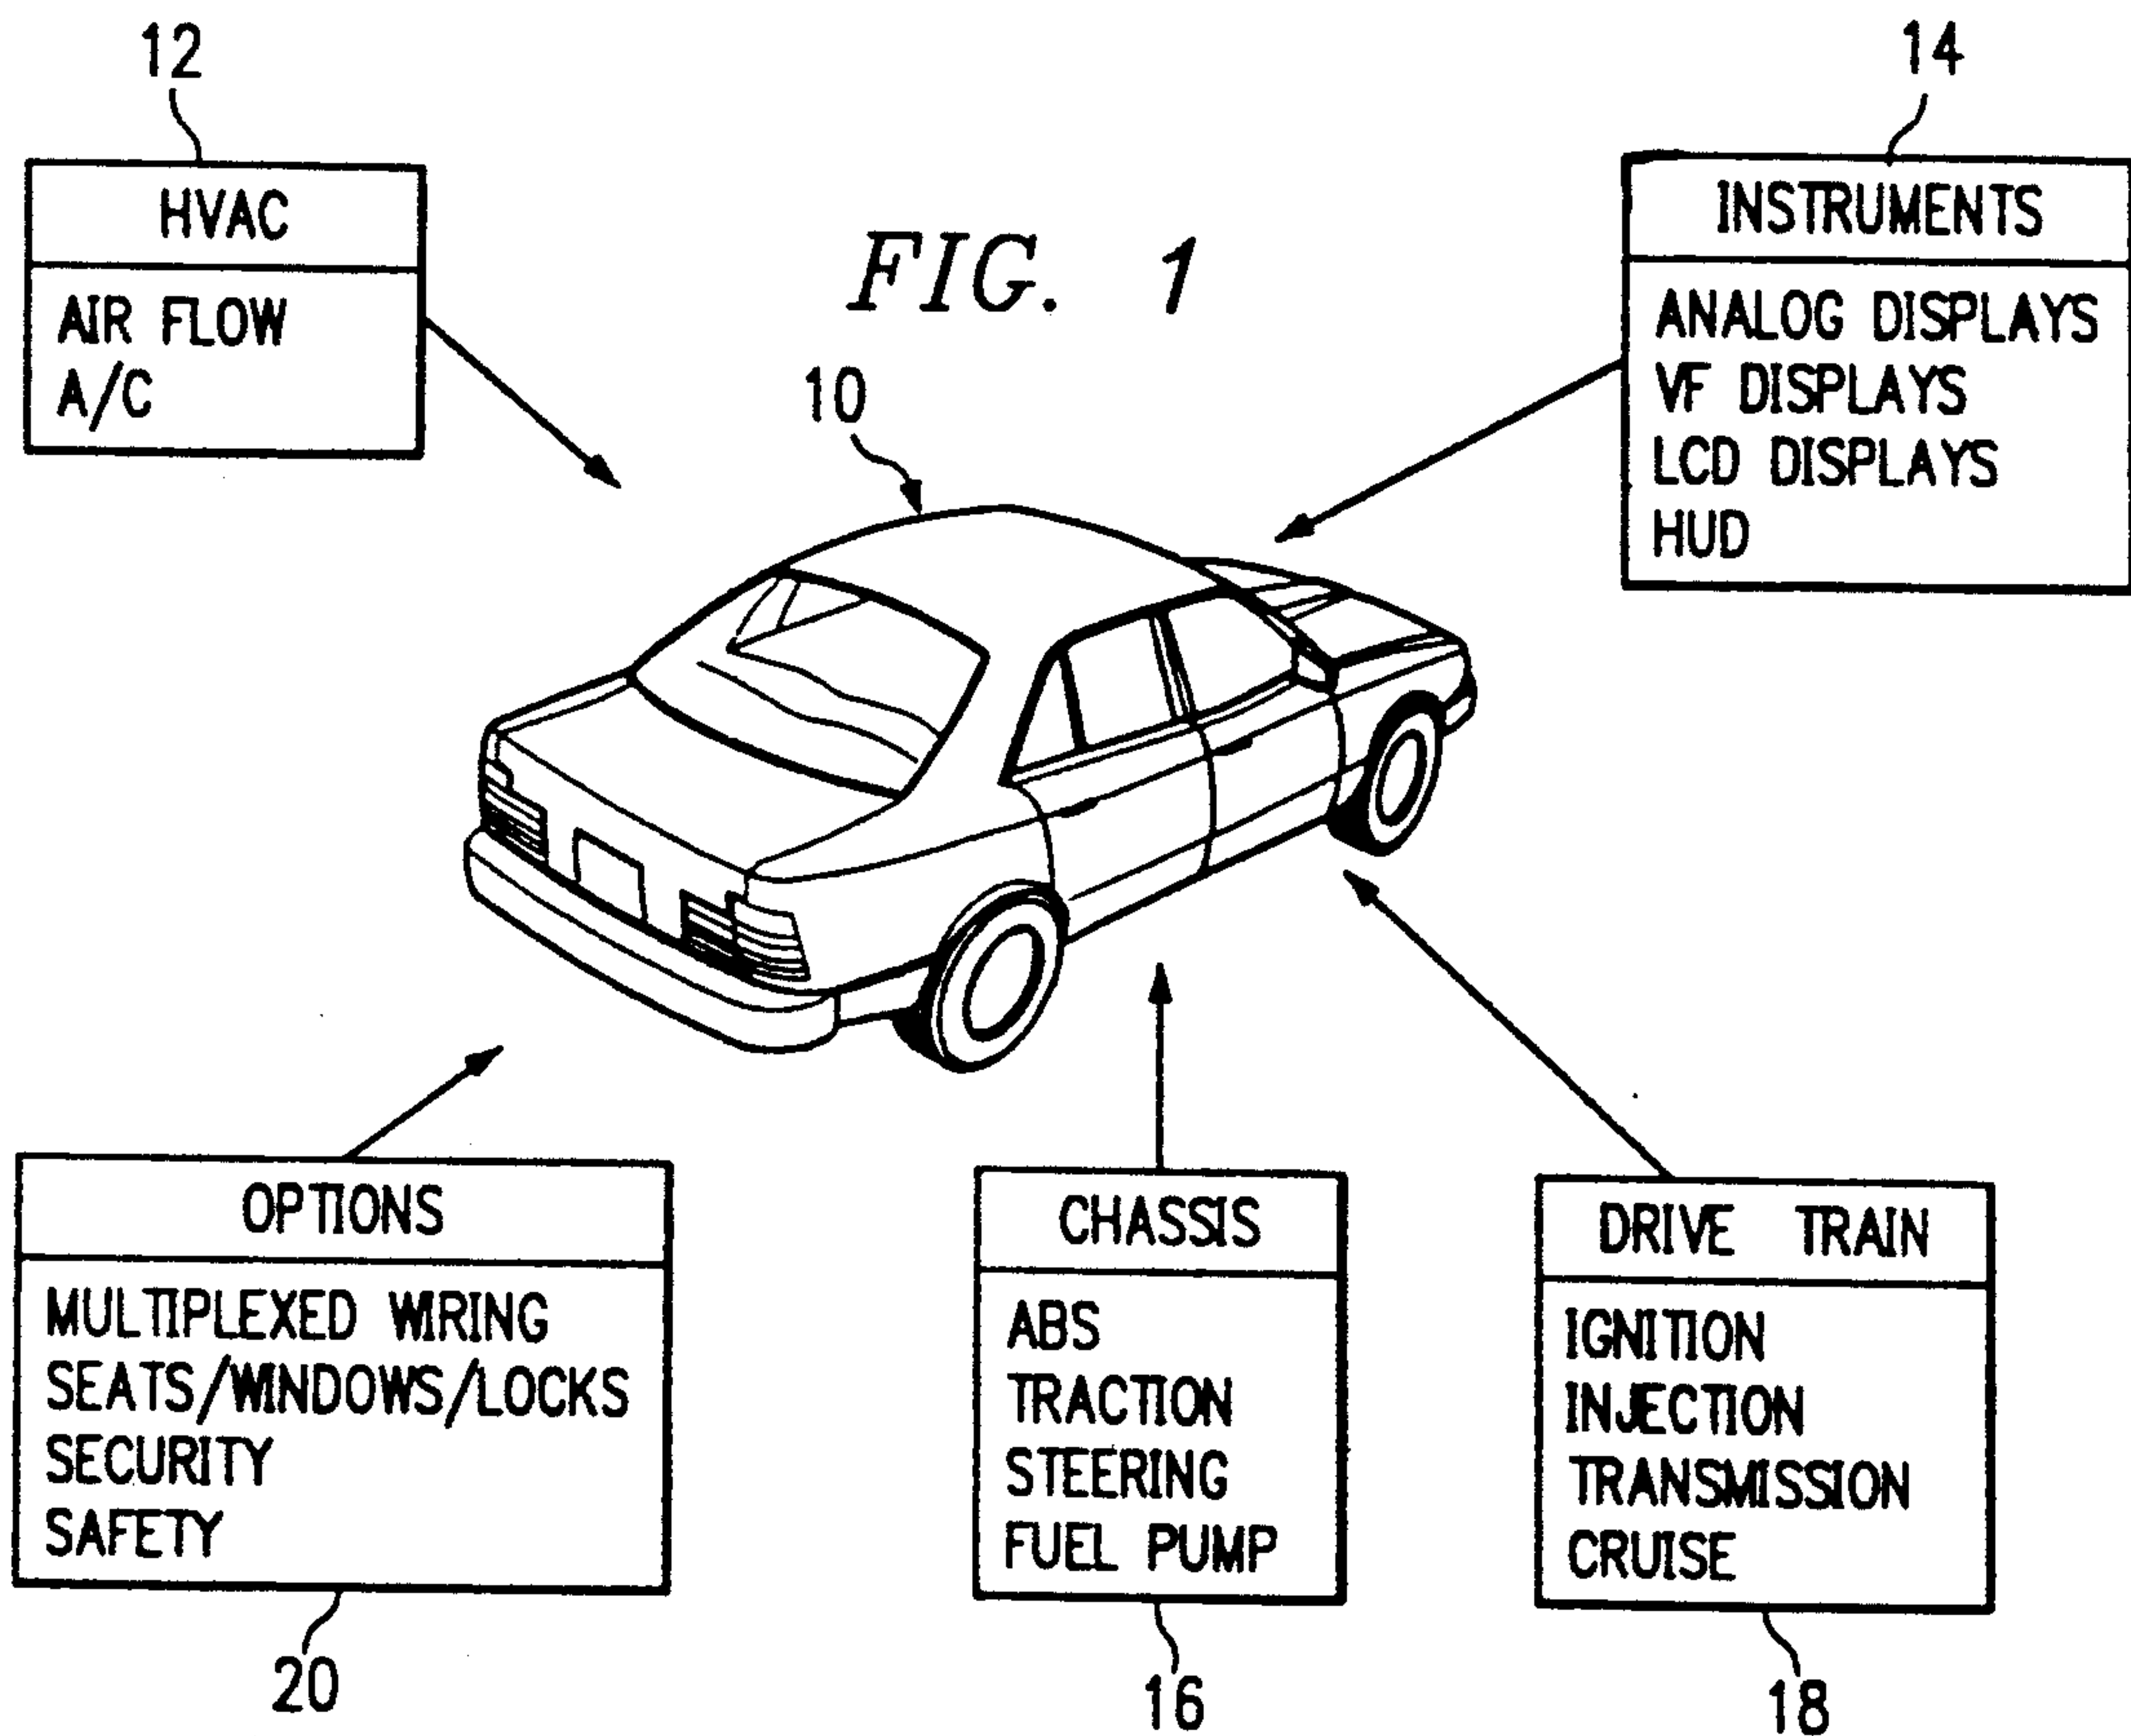 12
14
HVAC
AIR FLOW
A/C
FIG. 1
INSTRUMENTS
ANALOG DISPLAYS
VF DISPLAYS
LCD DISPLAYS
HUD
10
OPTIONS
MULTIPLEXED WIRING
SEATS/WINDOWS/LOCKS
SECURITY
SAFETY
20
CHASSIS
ABS
TRACTION
STEERING
FUEL PUMP
16
DRIVE TRAIN
IGNITION
INJECTION
TRANSMISSION
CRUISE
18